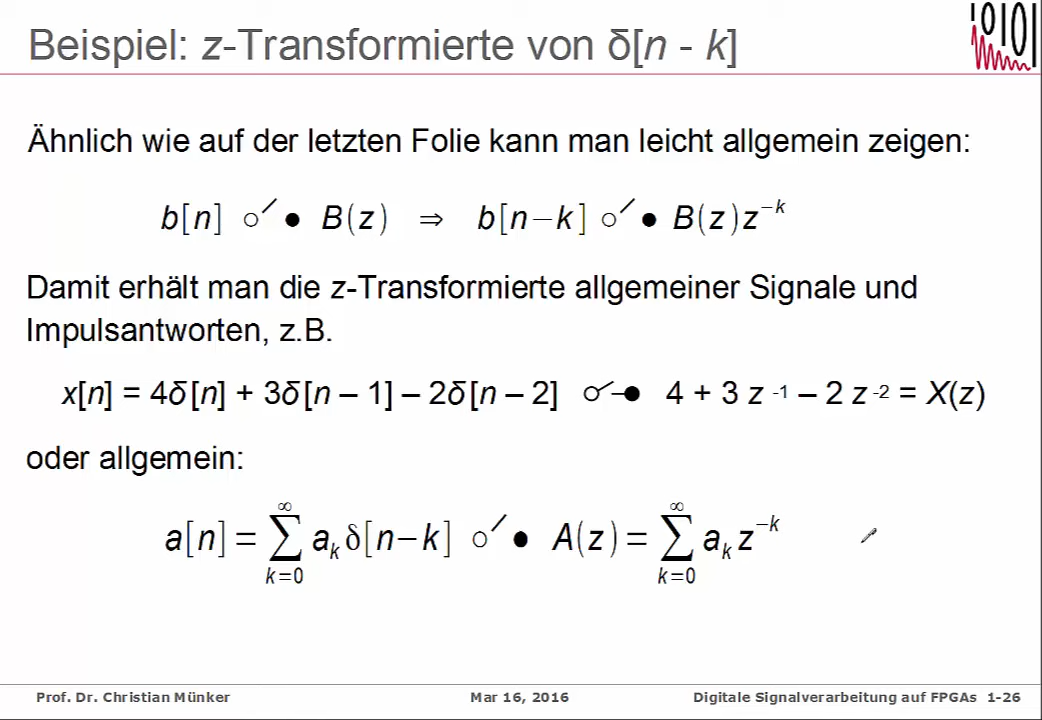 Beispiel: z-Transformierte von δ[n - k]
Ähnlich wie auf der letzten Folie kann man leicht allgemein zeigen:
b[n] ○⁄● B(z) ⇒ b[n−k] ○⁄● B(z)z^{−k}
Damit erhält man die z-Transformierte allgemeiner Signale und
Impulsantworten, z.B.
x[n] = 4δ[n] + 3δ[n – 1] – 2δ[n – 2] ○⁄● 4 + 3 z^{-1} – 2 z^{-2} = X(z)
oder allgemein:
a[n] = ∑_{k=0}^{∞} a_k δ[n−k] ○⁄● A(z) = ∑_{k=0}^{∞} a_k z^{−k}
Prof. Dr. Christian Münker Mar 16, 2016 Digitale Signalverarbeitung auf FPGAs 1-26